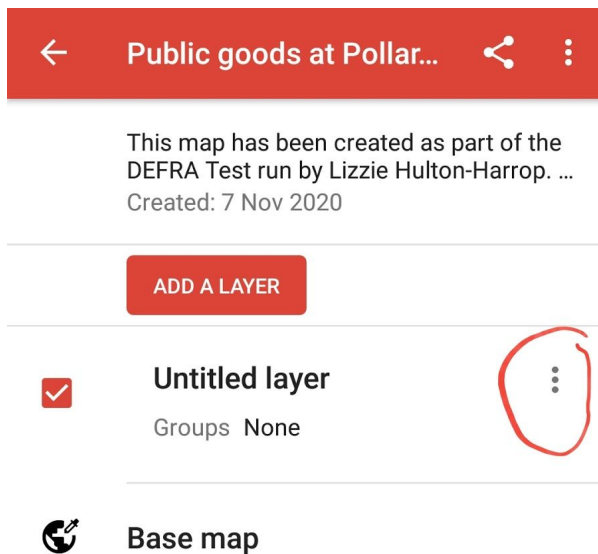 Public goods at Pollar...
This map has been created as part of the
DEFRA Test run by Lizzie Hulton-Harrop. ...
Created: 7 Nov 2020
ADD A LAYER
Untitled layer
Groups None
Base map